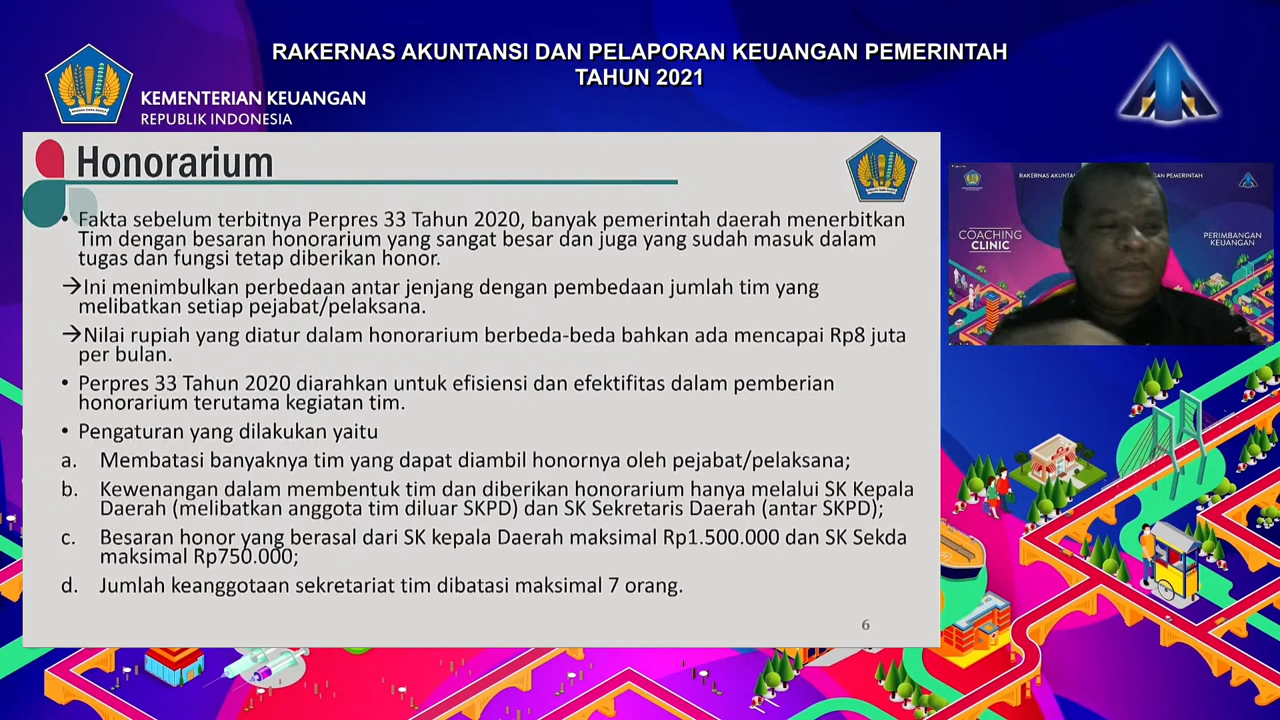 RAKERNAS AKUNTANSI DAN PELAPORAN KEUANGAN PEMERINTAH
TAHUN 2021
KEMENTERIAN KEUANGAN
REPUBLIK INDONESIA
Honorarium
• Fakta sebelum terbitnya Perpres 33 Tahun 2020, banyak pemerintah daerah menerbitkan
Tim dengan besaran honorarium yang sangat besar dan juga yang sudah masuk dalam
tugas dan fungsi tetap diberikan honor.
→Ini menimbulkan perbedaan antar jenjang dengan pembedaan jumlah tim yang
melibatkan setiap pejabat/pelaksana.
→Nilai rupiah yang diatur dalam honorarium berbeda-beda bahkan ada mencapai Rp8 juta
per bulan.
• Perpres 33 Tahun 2020 diarahkan untuk efisiensi dan efektifitas dalam pemberian
honorarium terutama kegiatan tim.
• Pengaturan yang dilakukan yaitu
a. Membatasi banyaknya tim yang dapat diambil honornya oleh pejabat/pelaksana;
b. Kewenangan dalam membentuk tim dan diberikan honorarium hanya melalui SK Kepala
Daerah (melibatkan anggota tim diluar SKPD) dan SK Sekretaris Daerah (antar SKPD);
c. Besaran honor yang berasal dari SK kepala Daerah maksimal Rp1.500.000 dan SK Sekda
maksimal Rp750.000;
d. Jumlah keanggotaan sekretariat tim dibatasi maksimal 7 orang.
6
RAKERNAS AKUNTA
GAN PEMERINTAH
COACHING
CLINIC
PERIMBANGAN
KEUANGAN